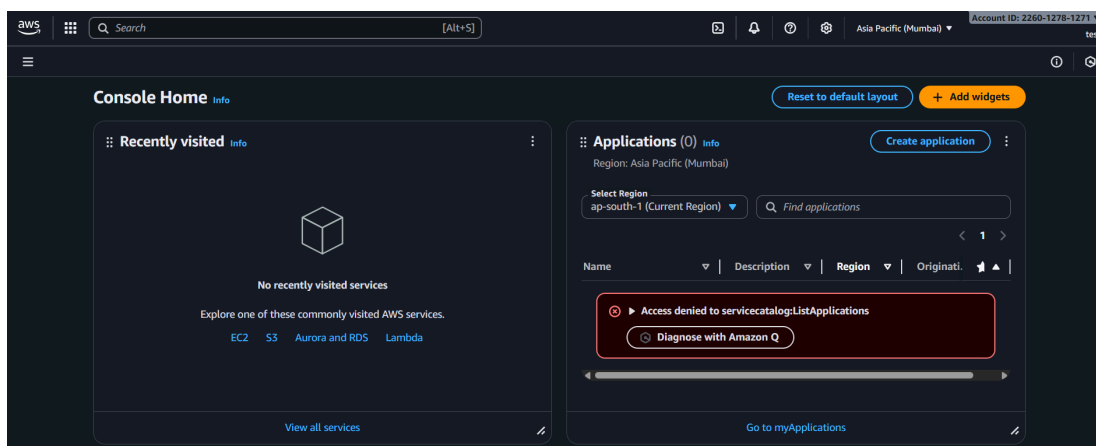 aws
Search [Alt+S]
Asia Pacific (Mumbai)
Account ID: 2260-1278-1271
tes
Console Home Info
Reset to default layout
+ Add widgets
Recently visited Info
No recently visited services
Explore one of these commonly visited AWS services.
EC2 S3 Aurora and RDS Lambda
View all services
Applications (0) Info
Create application
Region: Asia Pacific (Mumbai)
Select Region
ap-south-1 (Current Region)
Find applications
1
Name Description Region Originati.
Access denied to servicecatalog:ListApplications
Diagnose with Amazon Q
Go to myApplications